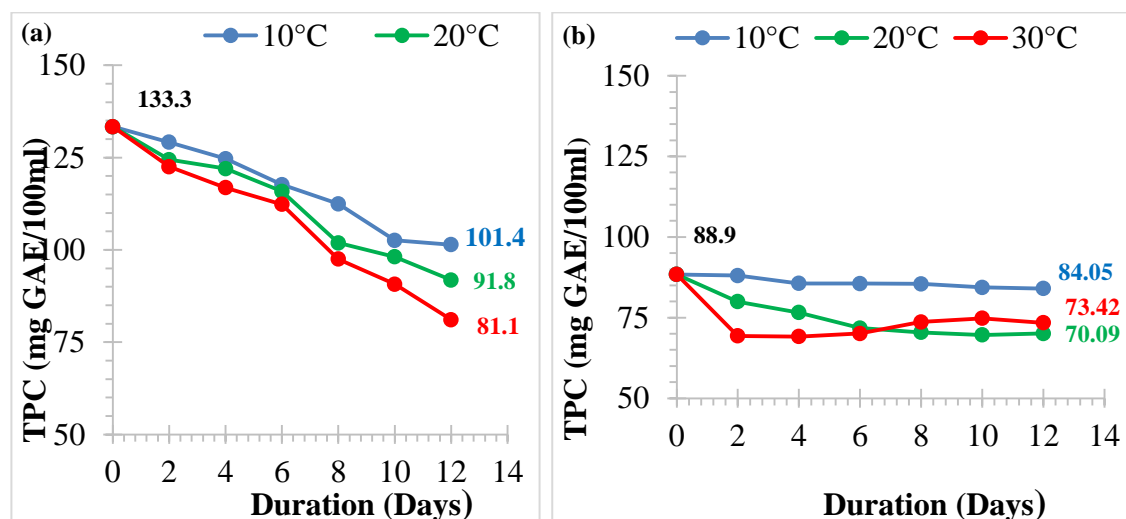 (a)
10°C 20°C
TPC (mg GAE/100ml)
150
125
100
75
50
133.3
101.4
91.8
81.1
0 2 4 6 8 10 12 14
Duration (Days)
(b)
10°C 20°C 30°C
TPC (mg GAE/100ml)
150
125
100
75
50
88.9
84.05
73.42
70.09
0 2 4 6 8 10 12 14
Duration (Days)